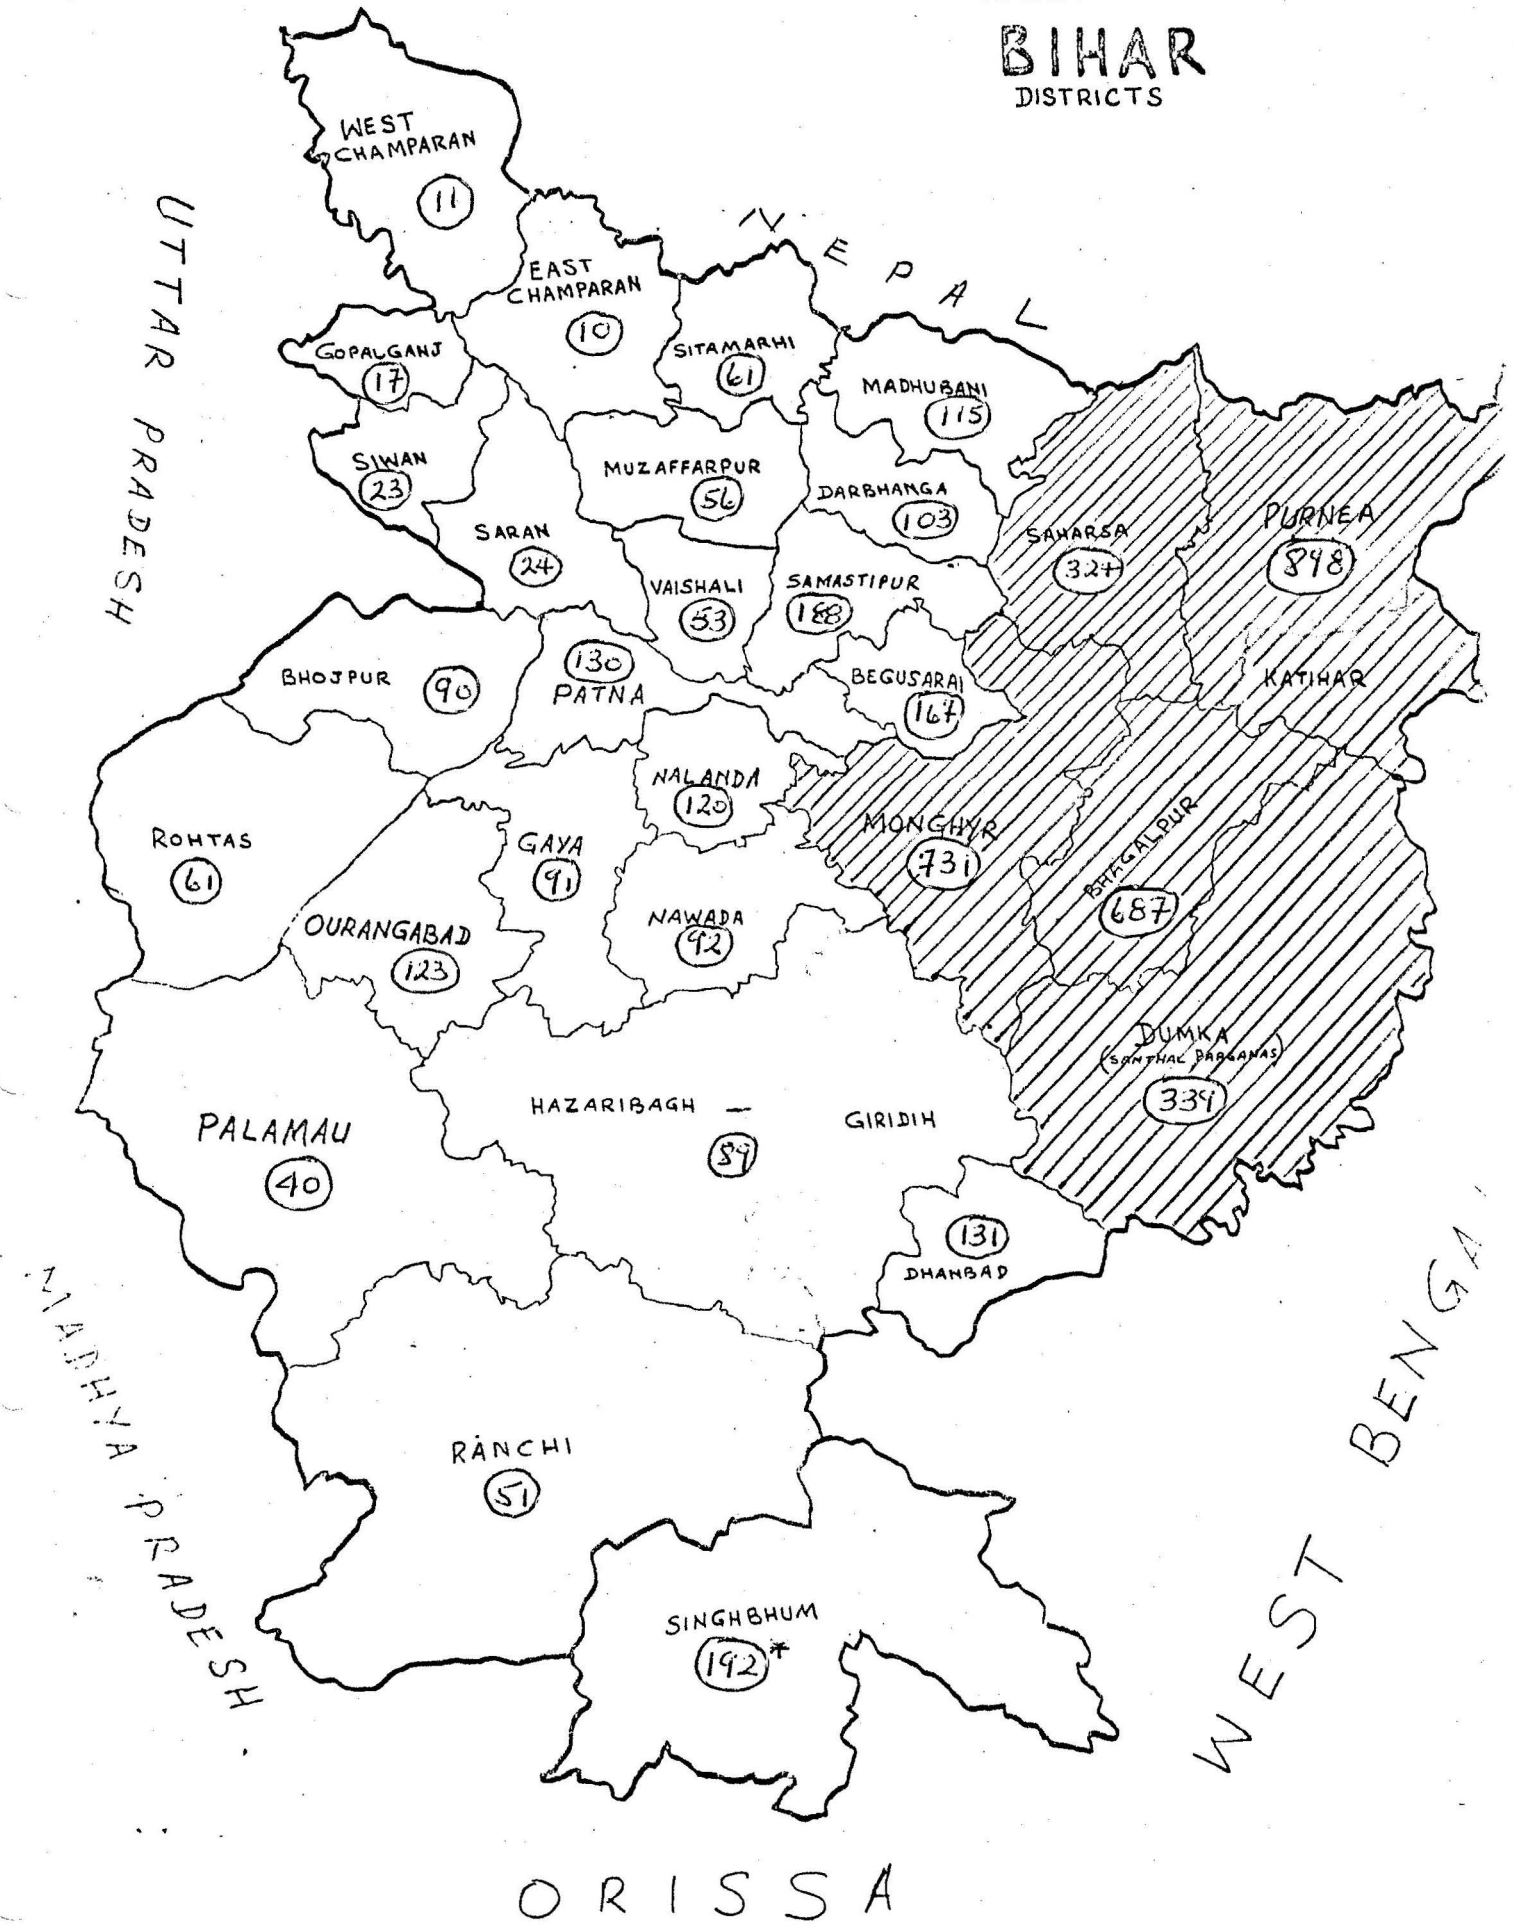 BIHAR
DISTRICTS
WEST
CHAMPARAN
11
UTTAR PRADESH
NEPAL
EAST
CHAMPARAN
10
GOPALGANJ
17
SITAMARHI
61
MADHUBANI
115
SIWAN
23
MUZAFFARPUR
56
DARBHANGA
103
SARAN
24
SAHARSA
324
PURNEA
898
VAISHALI
53
SAMASTIPUR
188
BHOJPUR
90
130
PATNA
BEGUSARAI
167
KATIHAR
NALANDA
120
ROHTAS
61
GAYA
91
MONGHYR
731
BHAGALPUR
687
OURANGABAD
123
NAWADA
92
DUMKA
(SANTHAL PARGANAS)
339
PALAMAU
40
HAZARIBAGH — GIRIDIH
89
131
DHANBAD
MADHYA PRADESH
RANCHI
51
WEST BENGA
SINGHBHUM
192*
ORISSA